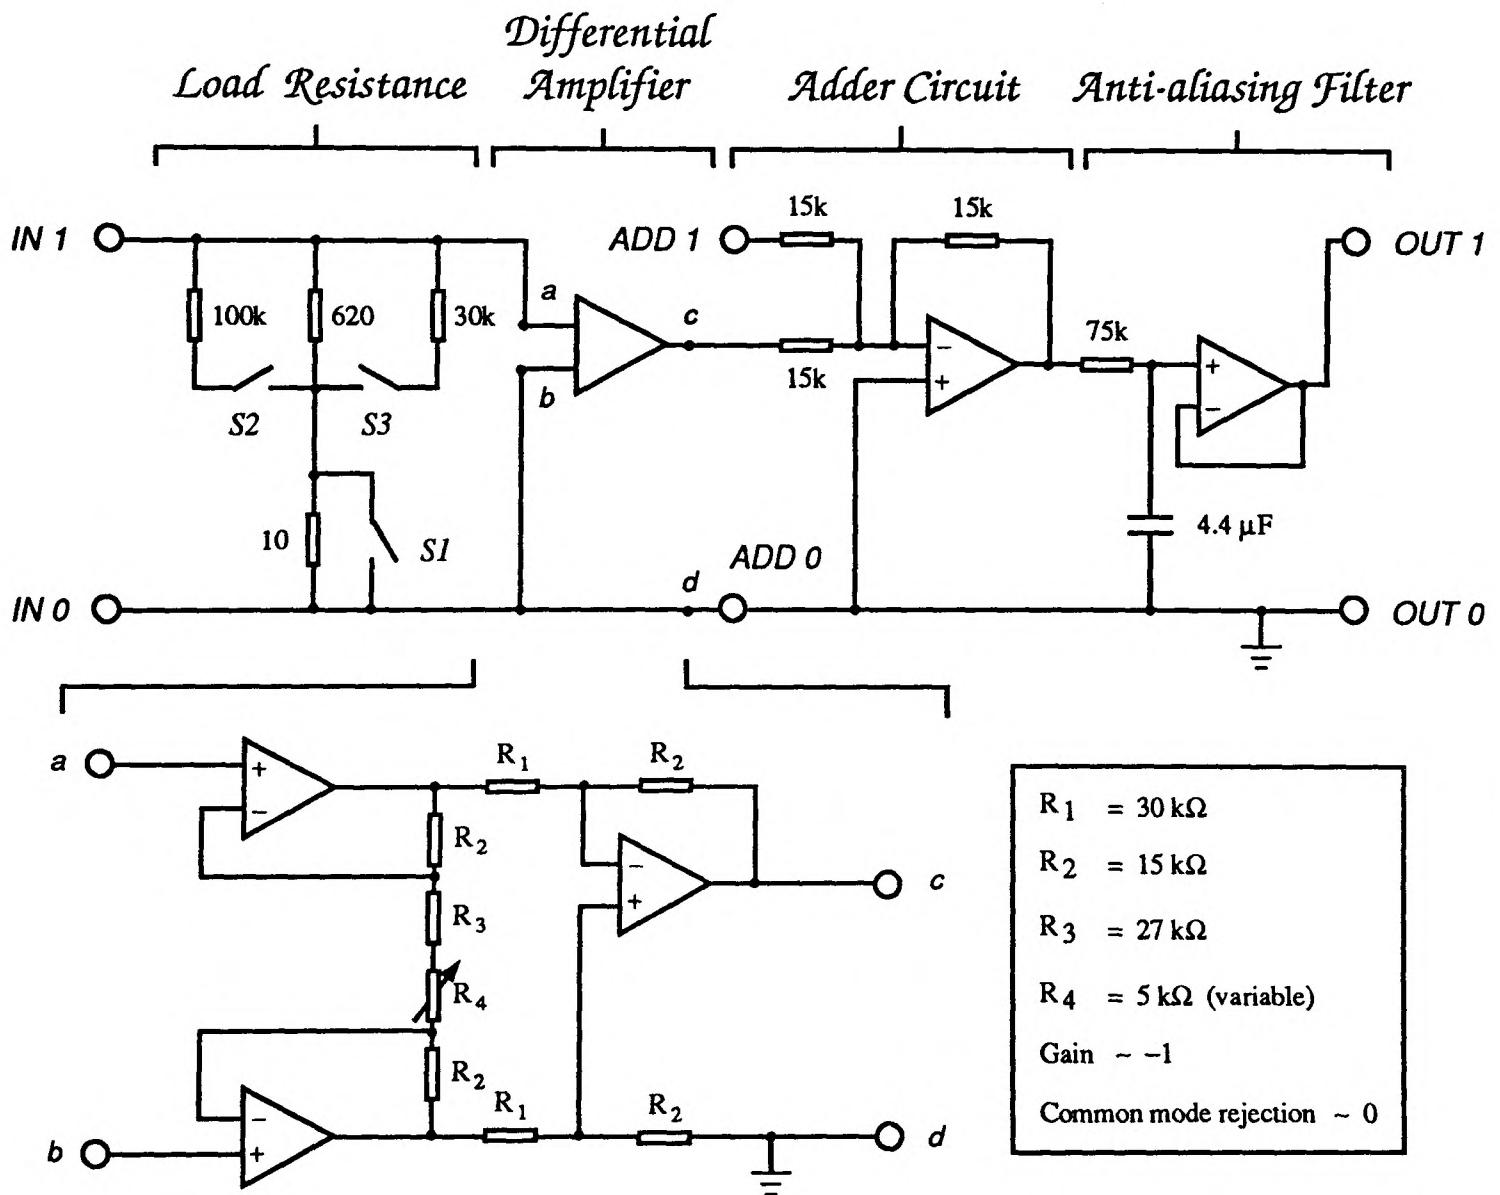 Differential
Load Resistance Amplifier Adder Circuit Anti-aliasing Filter
15k 15k
IN 1 ADD 1 OUT 1
a
100k 620 30k c
75k
+
−
15k
−
+
b
S2 S3
10 S1
4.4 µF
ADD 0
d
IN 0 OUT 0
R1 R2
a
+
−
R2
−
+
c
R3
R4
R2
R1 R2
−
+
b d
R1 = 30 kΩ
R2 = 15 kΩ
R3 = 27 kΩ
R4 = 5 kΩ (variable)
Gain ~ −1
Common mode rejection ~ 0